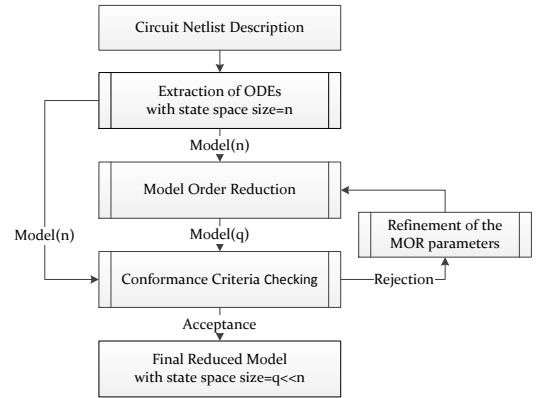 Circuit Netlist Description
Extraction of ODEs
with state space size=n
Model(n)
Model Order Reduction
Model(q)
Refinement of the
MOR parameters
Model(n)
Conformance Criteria Checking
Rejection
Acceptance
Final Reduced Model
with state space size=q<<n